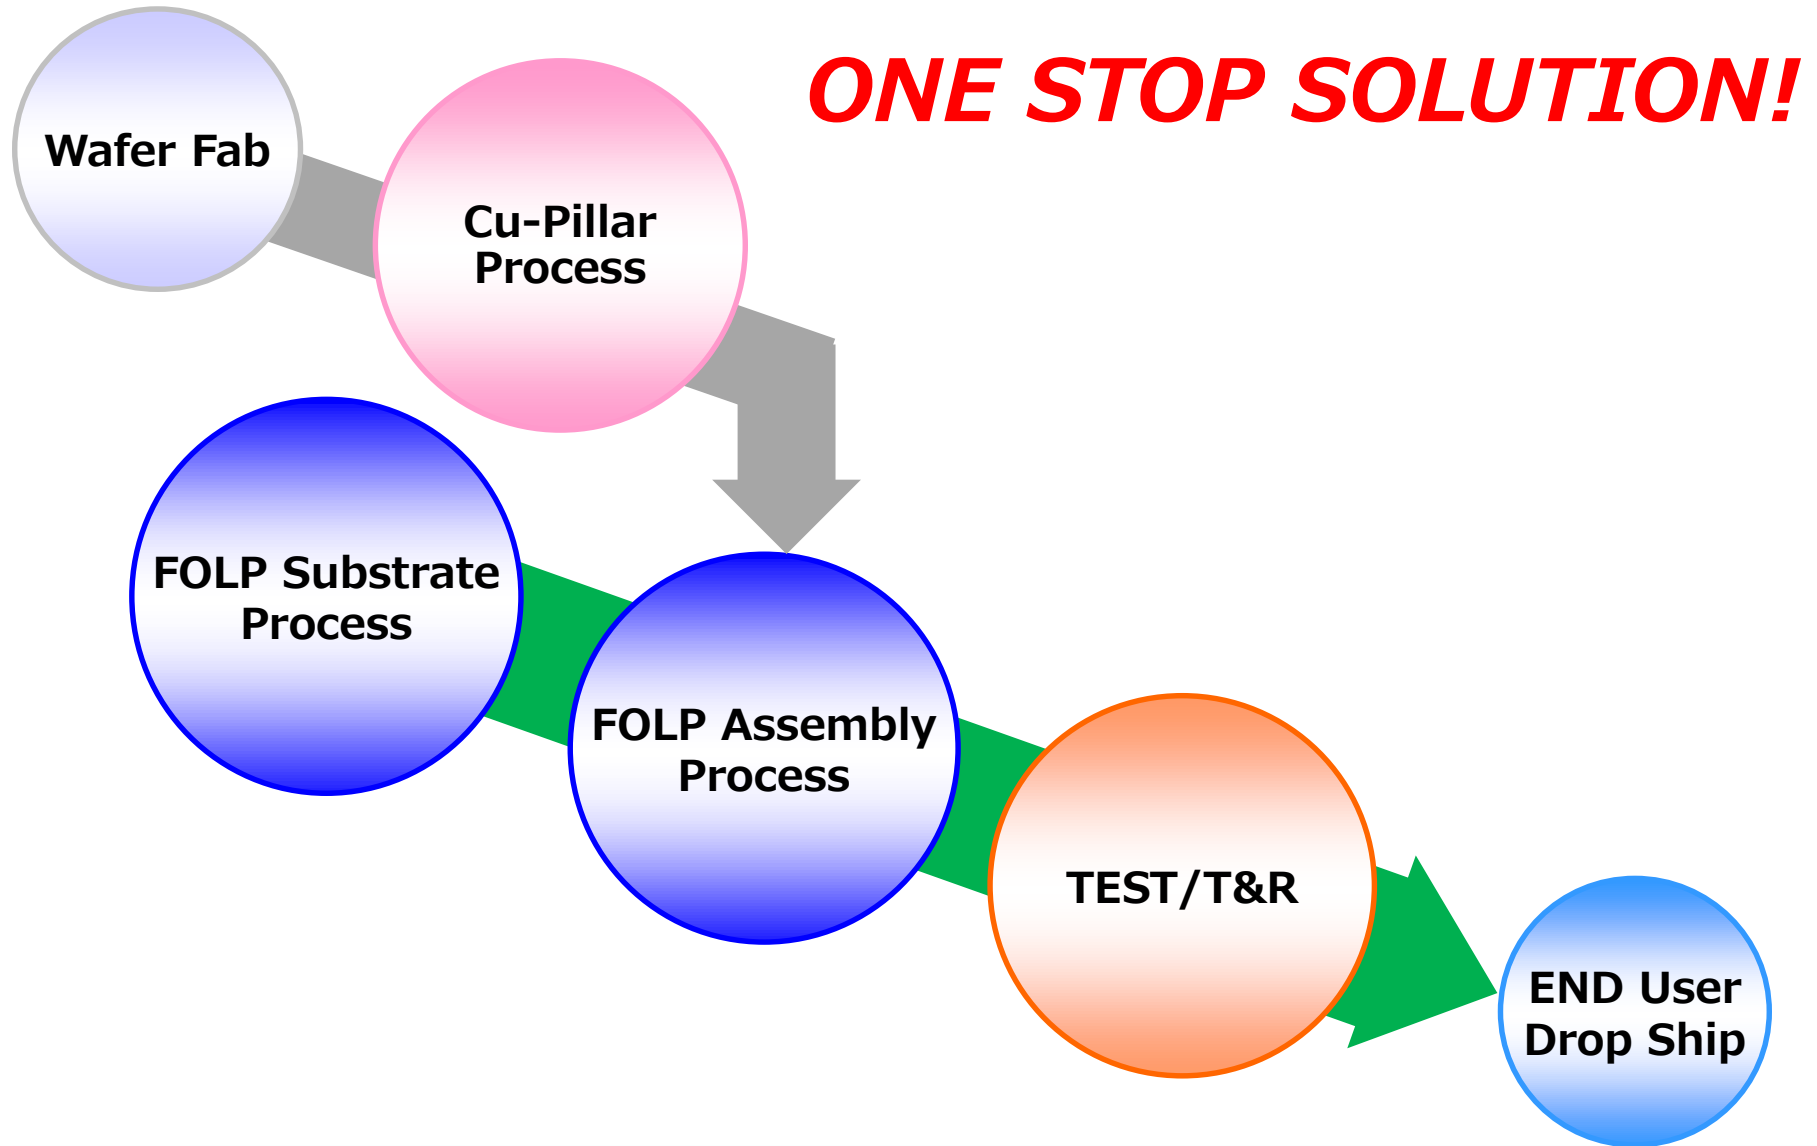 ONE STOP SOLUTION!
Wafer Fab
Cu-Pillar
Process
FOLP Substrate
Process
FOLP Assembly
Process
TEST/T&R
END User
Drop Ship